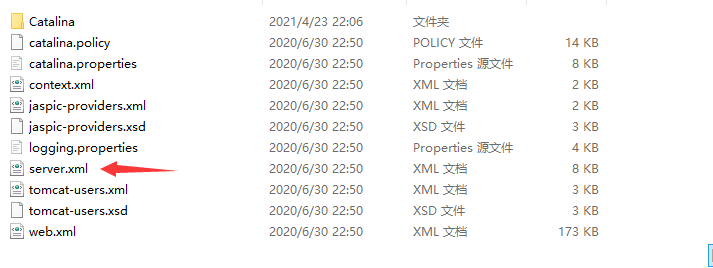 Catalina 2021/4/23 22:06 文件夹
catalina.policy 2020/6/30 22:50 POLICY 文件 14 KB
catalina.properties 2020/6/30 22:50 Properties 源文件 8 KB
context.xml 2020/6/30 22:50 XML 文档 2 KB
jaspic-providers.xml 2020/6/30 22:50 XML 文档 2 KB
jaspic-providers.xsd 2020/6/30 22:50 XSD 文件 3 KB
logging.properties 2020/6/30 22:50 Properties 源文件 4 KB
server.xml 2020/6/30 22:50 XML 文档 8 KB
tomcat-users.xml 2020/6/30 22:50 XML 文档 3 KB
tomcat-users.xsd 2020/6/30 22:50 XSD 文件 3 KB
web.xml 2020/6/30 22:50 XML 文档 173 KB